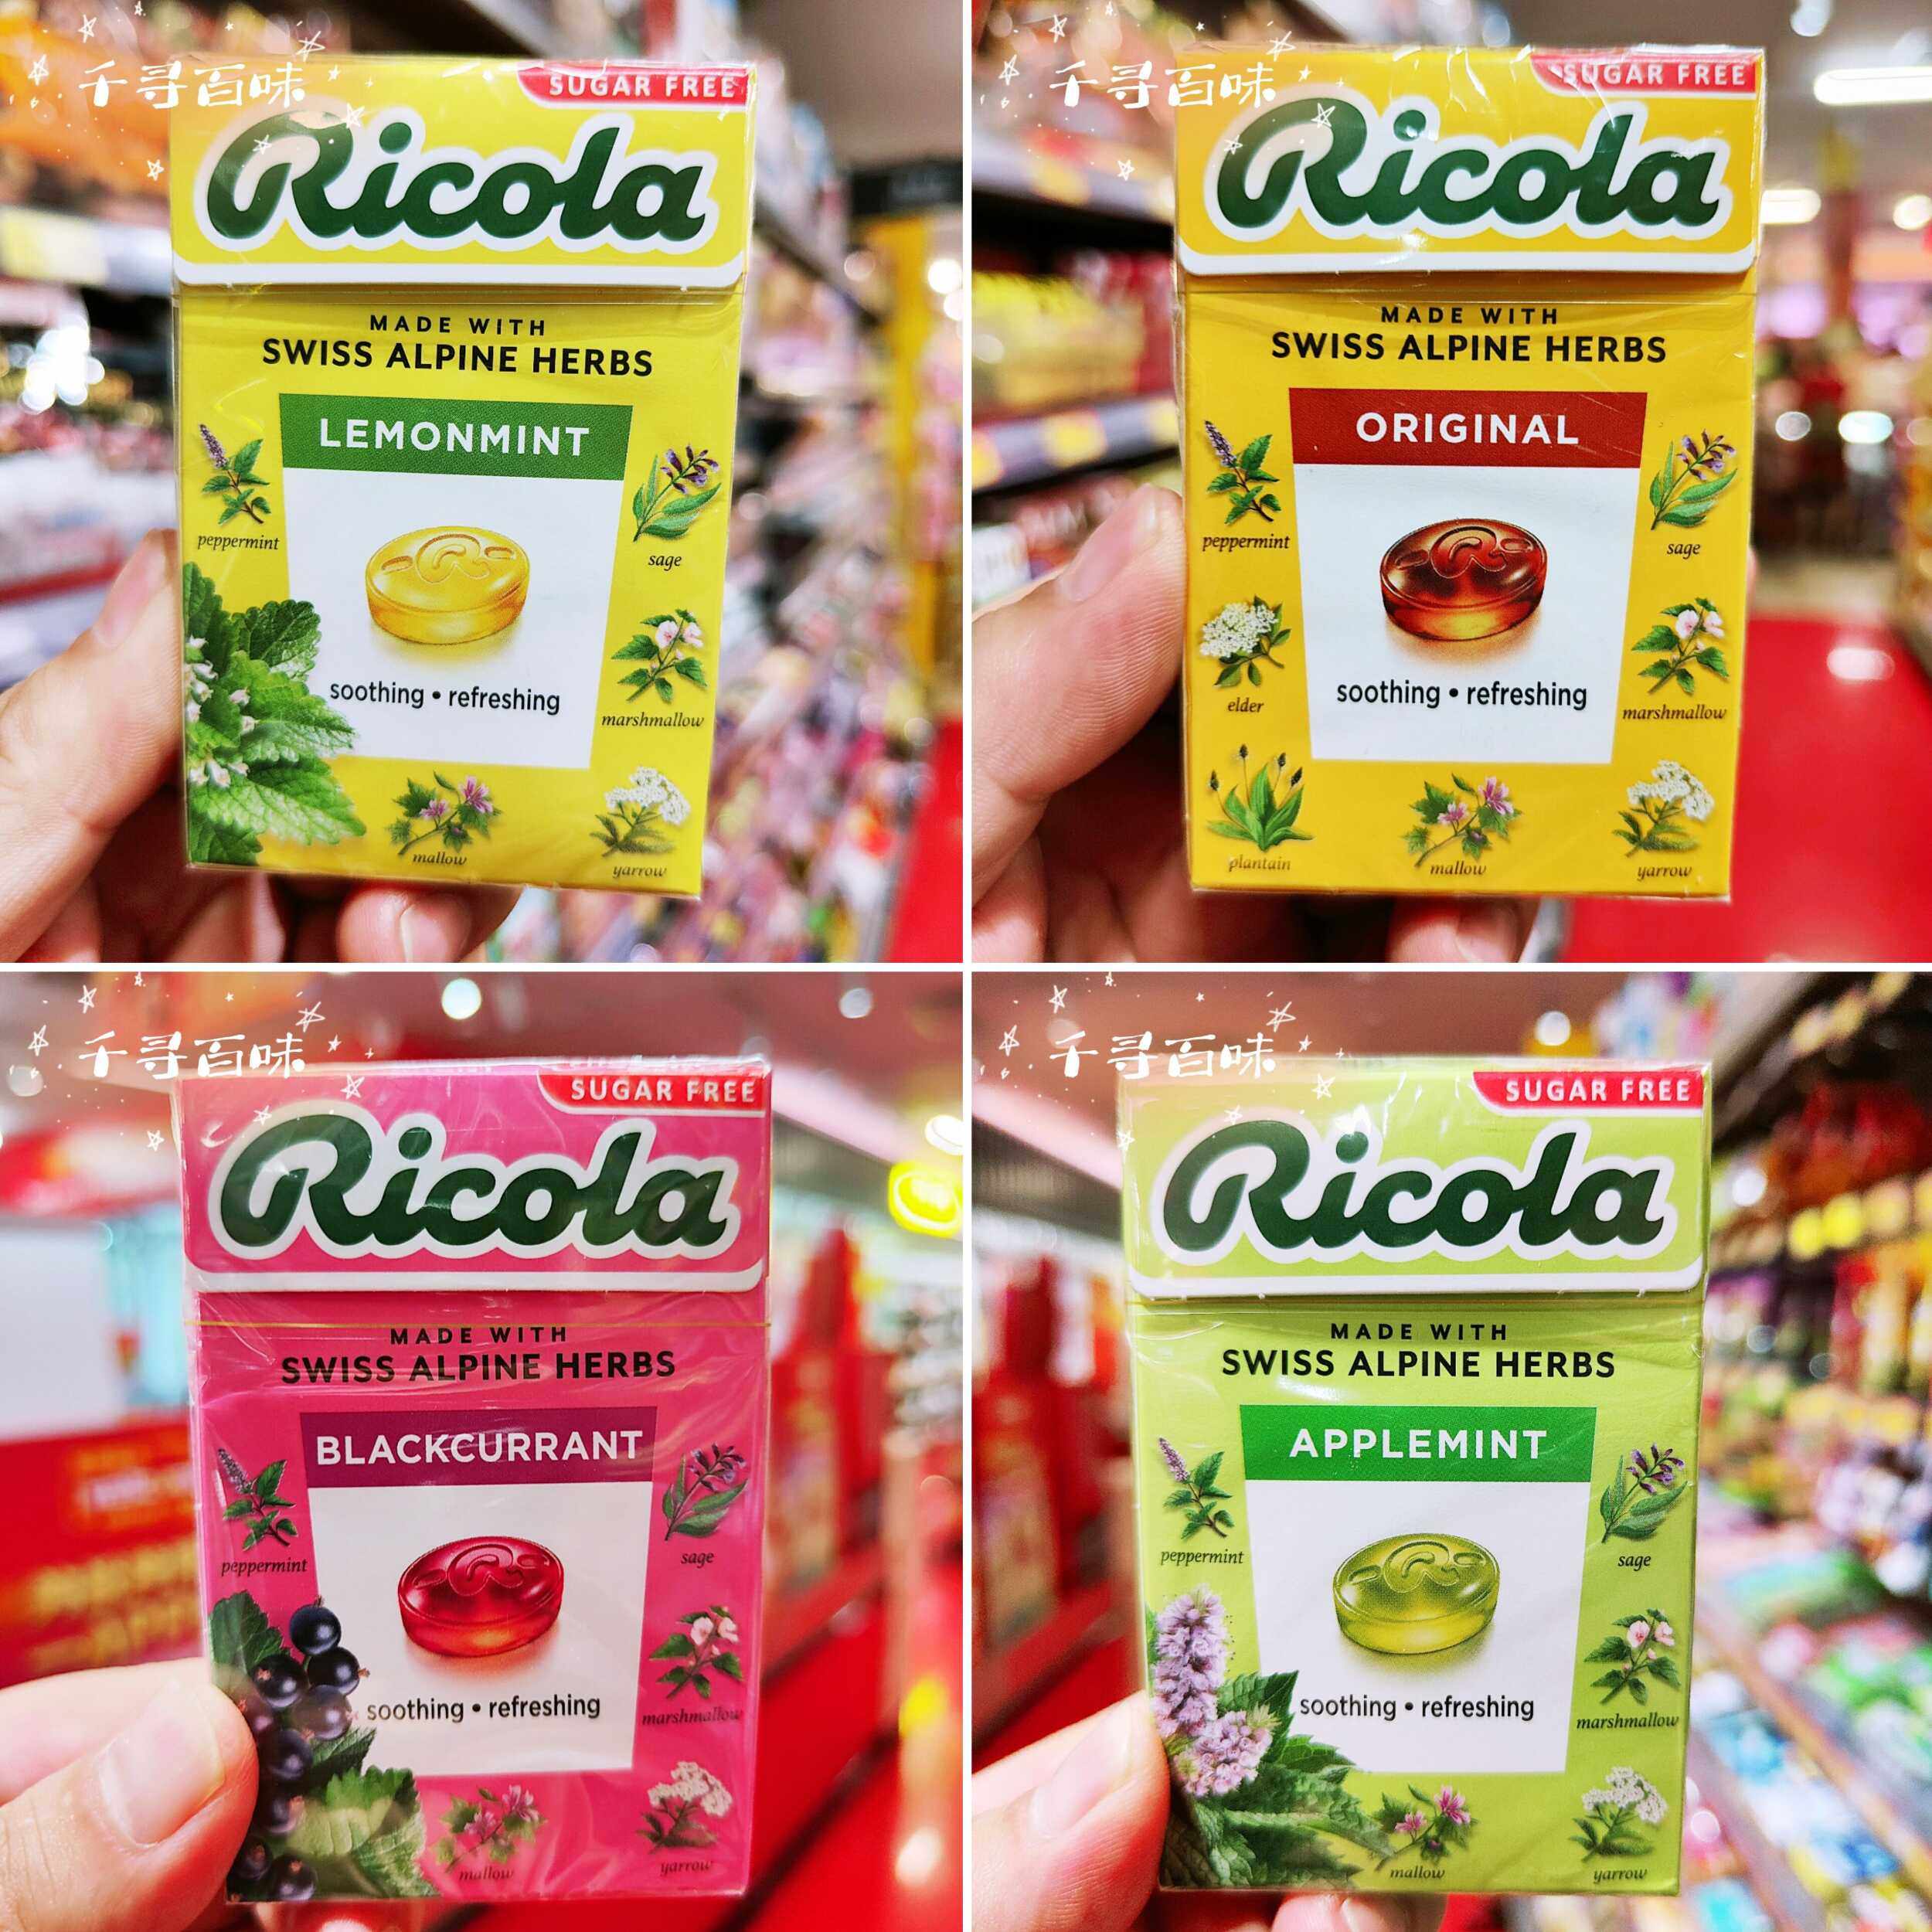 千寻百味
SUGAR FREE
Ricola
MADE WITH
SWISS ALPINE HERBS
LEMONMINT
peppermint
sage
soothing • refreshing
marshmallow
mallow
yarrow
千寻百味
SUGAR FREE
Ricola
MADE WITH
SWISS ALPINE HERBS
ORIGINAL
peppermint
sage
elder
soothing • refreshing
marshmallow
plantain
mallow
yarrow
千寻百味
SUGAR FREE
Ricola
MADE WITH
SWISS ALPINE HERBS
BLACKCURRANT
peppermint
sage
soothing • refreshing
marshmallow
mallow
yarrow
千寻百味
SUGAR FREE
Ricola
MADE WITH
SWISS ALPINE HERBS
APPLEMINT
peppermint
sage
soothing • refreshing
marshmallow
mallow
yarrow